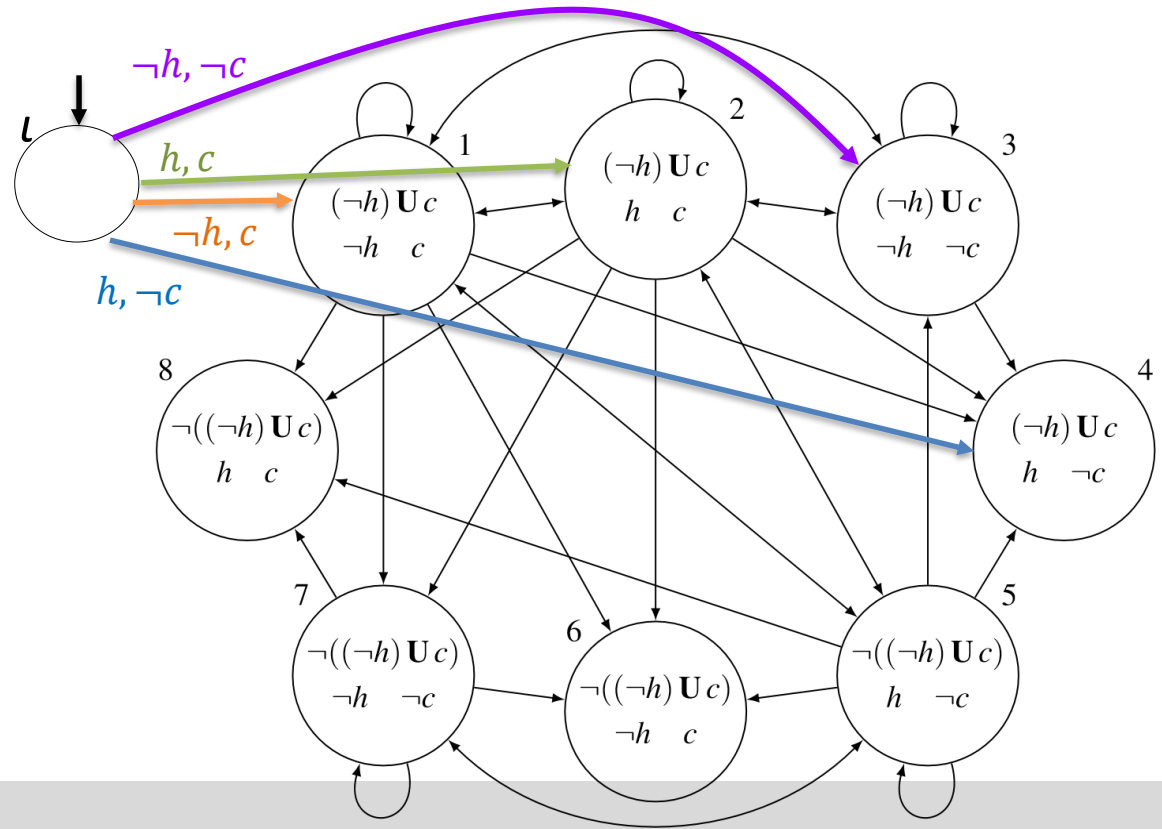 ¬h, ¬c
ι
h, c
¬h, c
h, ¬c
1
(¬h) U c
¬h c
2
(¬h) U c
h c
3
(¬h) U c
¬h ¬c
8
¬((¬h) U c)
h c
4
(¬h) U c
h ¬c
7
¬((¬h) U c)
¬h ¬c
6
¬((¬h) U c)
¬h c
5
¬((¬h) U c)
h ¬c